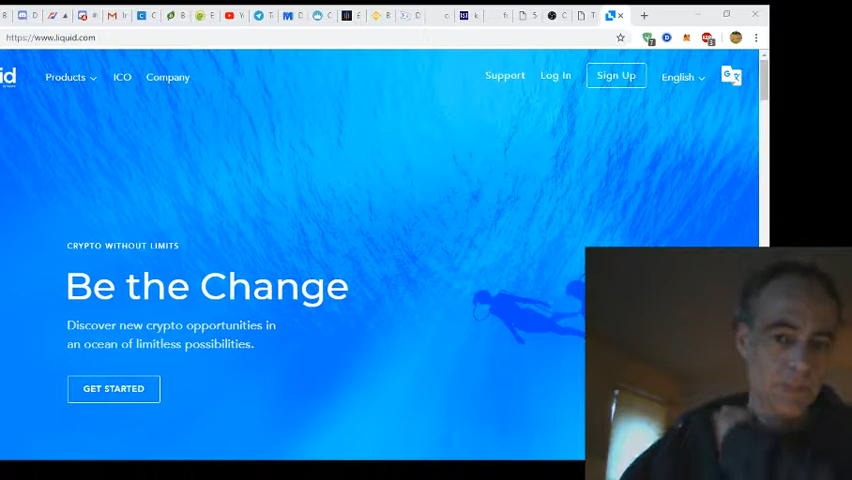 https://www.liquid.com
Products
ICO
Company
Support
Log In
Sign Up
English
CRYPTO WITHOUT LIMITS
Be the Change
Discover new crypto opportunities in
an ocean of limitless possibilities.
GET STARTED